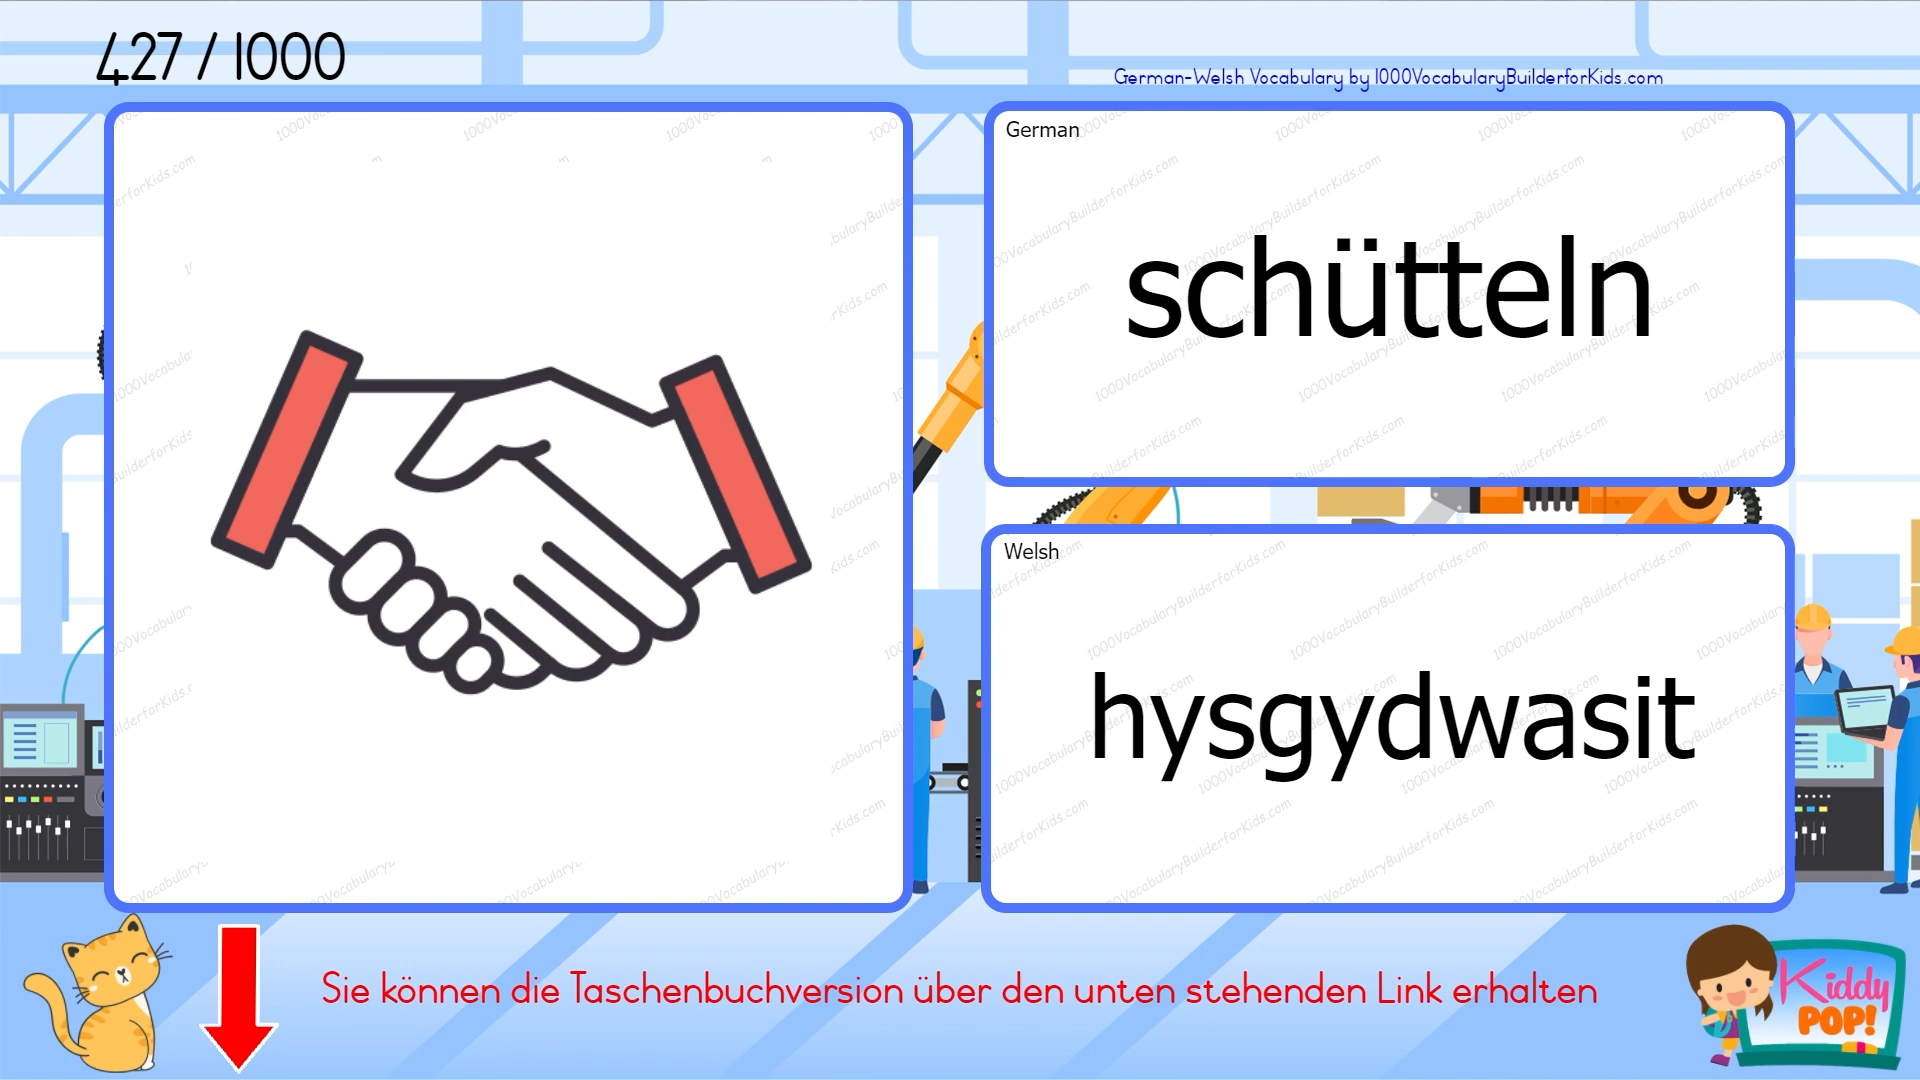 427 / 1000
German-Welsh Vocabulary by 1000VocabularyBuilderforKids.com
German
schütteln
Welsh
hysgydwasit
Sie können die Taschenbuchversion über den unten stehenden Link erhalten
Kiddy
POP!